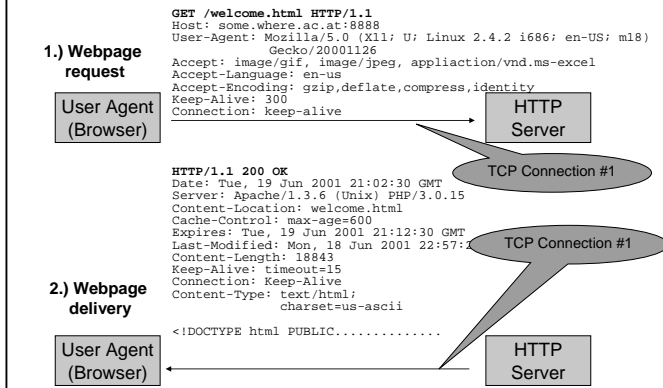 GET /welcome.html HTTP/1.1
Host: some.where.ac.at:8888
User-Agent: Mozilla/5.0 (X11; U; Linux 2.4.2 i686; en-US; m18)
Gecko/20001126
Accept: image/gif, image/jpeg, appliaction/vnd.ms-excel
Accept-Language: en-us
Accept-Encoding: gzip,deflate,compress,identity
Keep-Alive: 300
Connection: keep-alive
1.) Webpage
request
User Agent
(Browser)
HTTP
Server
TCP Connection #1
HTTP/1.1 200 OK
Date: Tue, 19 Jun 2001 21:02:30 GMT
Server: Apache/1.3.6 (Unix) PHP/3.0.15
Content-Location: welcome.html
Cache-Control: max-age=600
Expires: Tue, 19 Jun 2001 21:12:30 GMT
Last-Modified: Mon, 18 Jun 2001
Content-Length: 18843
Keep-Alive: timeout=15
Connection: Keep-Alive
Content-Type: text/html;
charset=us-ascii
<!DOCTYPE html PUBLIC..............
TCP Connection #1
2.) Webpage
delivery
User Agent
(Browser)
HTTP
Server